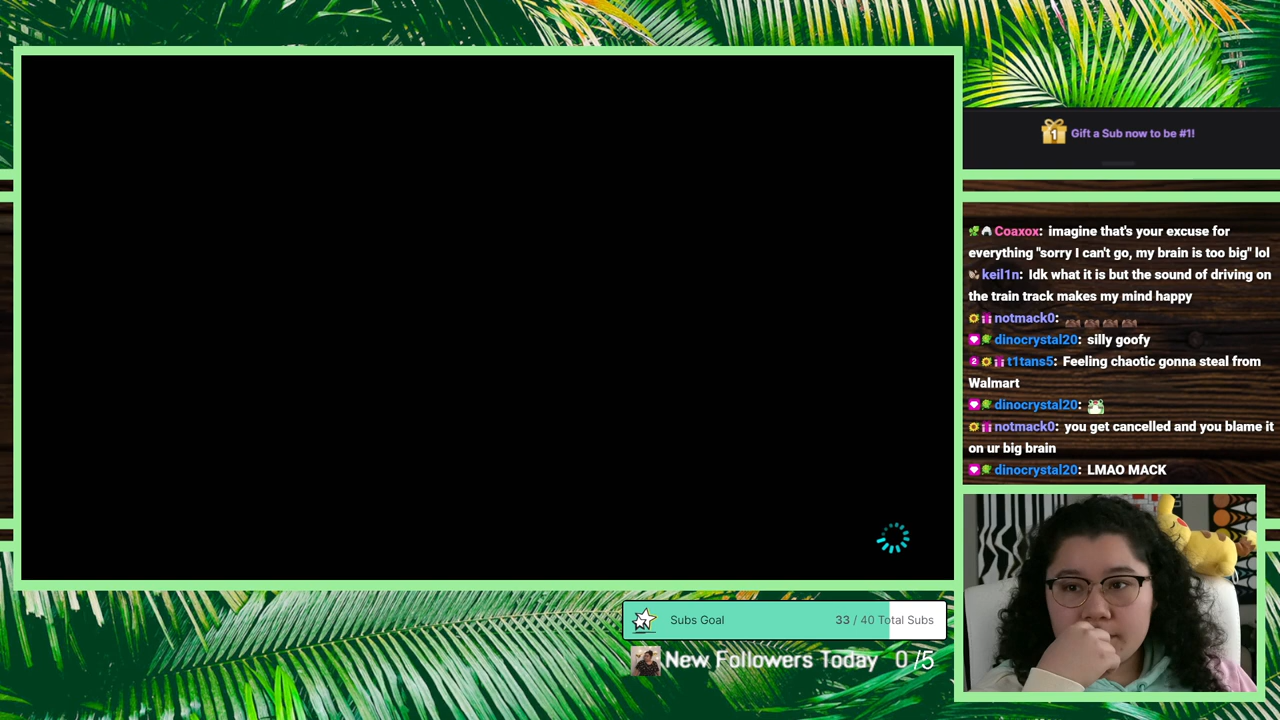 1 Gift a Sub now to be #1!
Coaxox: imagine that's your excuse for
everything "sorry I can't go, my brain is too big" lol
keil1n: Idk what it is but the sound of driving on
the train track makes my mind happy
notmack0:
dinocrystal20: silly goofy
2 t1tans5: Feeling chaotic gonna steal from
Walmart
dinocrystal20:
notmack0: you get cancelled and you blame it
on ur big brain
dinocrystal20: LMAO MACK
Subs Goal 33 / 40 Total Subs
New Followers Today 0 /5